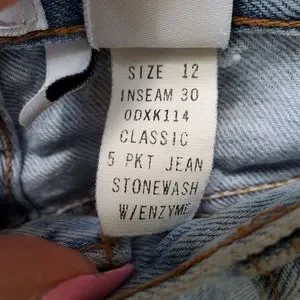 SIZE 12
INSEAM 30
ODXK114
CLASSIC
5 PKT JEAN
STONEWASH
W/ENZYME